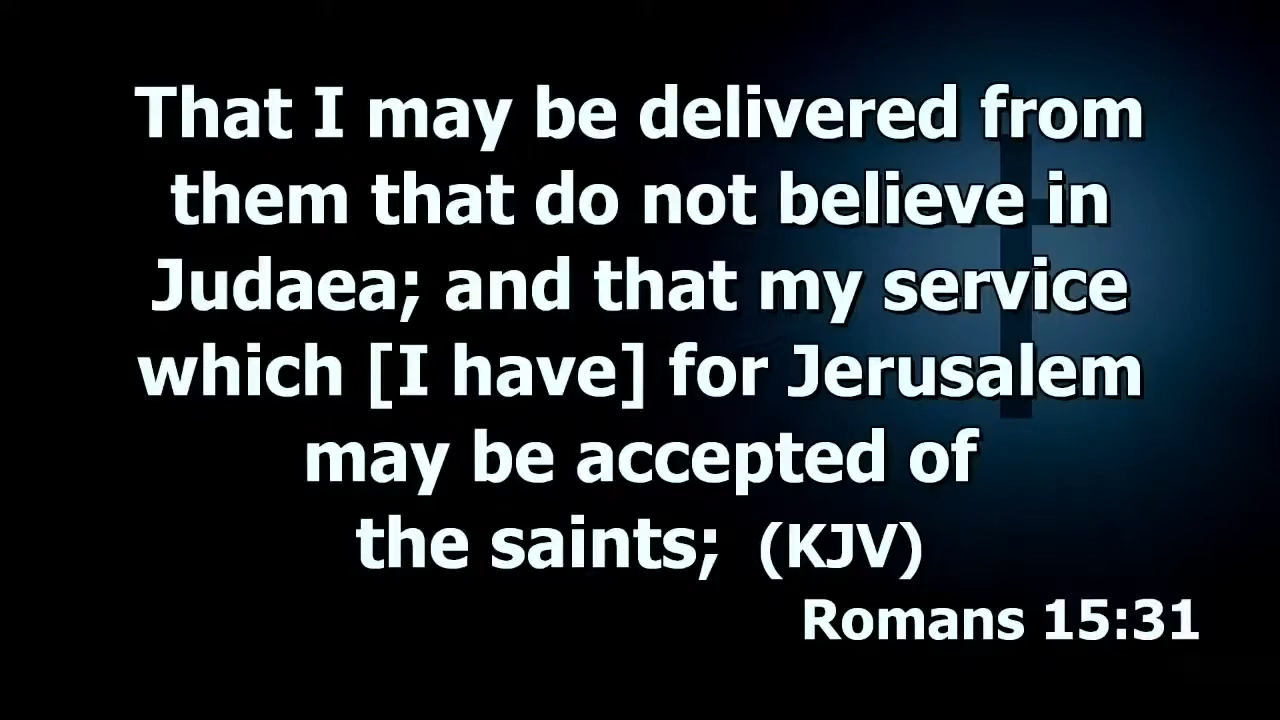 That I may be delivered from
them that do not believe in
Judaea; and that my service
which [I have] for Jerusalem
may be accepted of
the saints; (KJV)
Romans 15:31